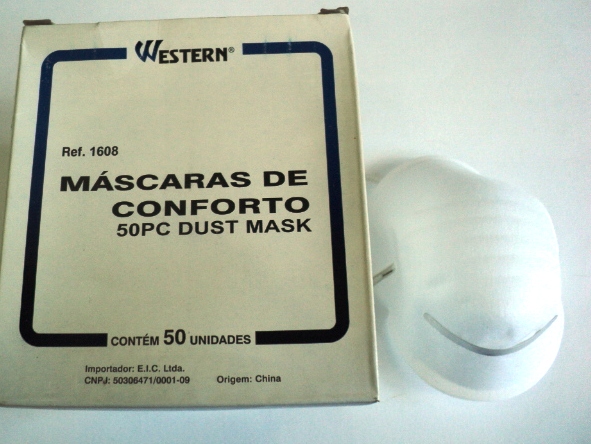 WESTERN®
Ref. 1608
MÁSCARAS DE
CONFORTO
50PC DUST MASK
CONTÉM 50 UNIDADES
Importador: E.I.C. Ltda.
CNPJ: 50306471/0001-09 Origem: China